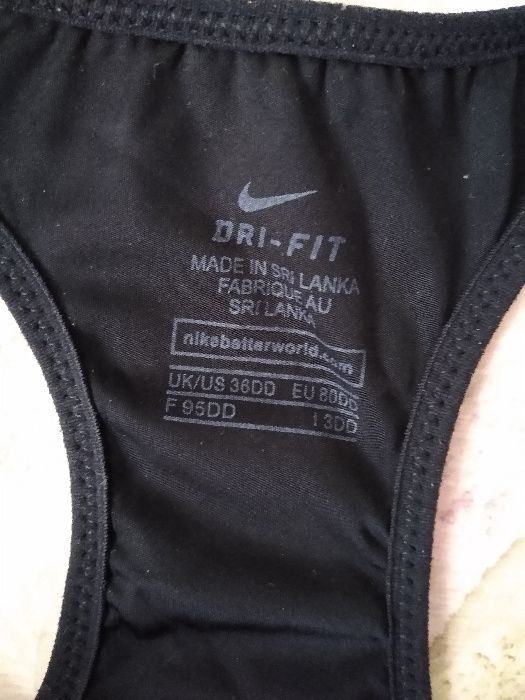 DRI-FIT
MADE IN SRI LANKA
FABRIQUE AU
SRI LANKA
nikebetterworld.com
UK/US 36DD EU 80DD
F 95DD I 3DD